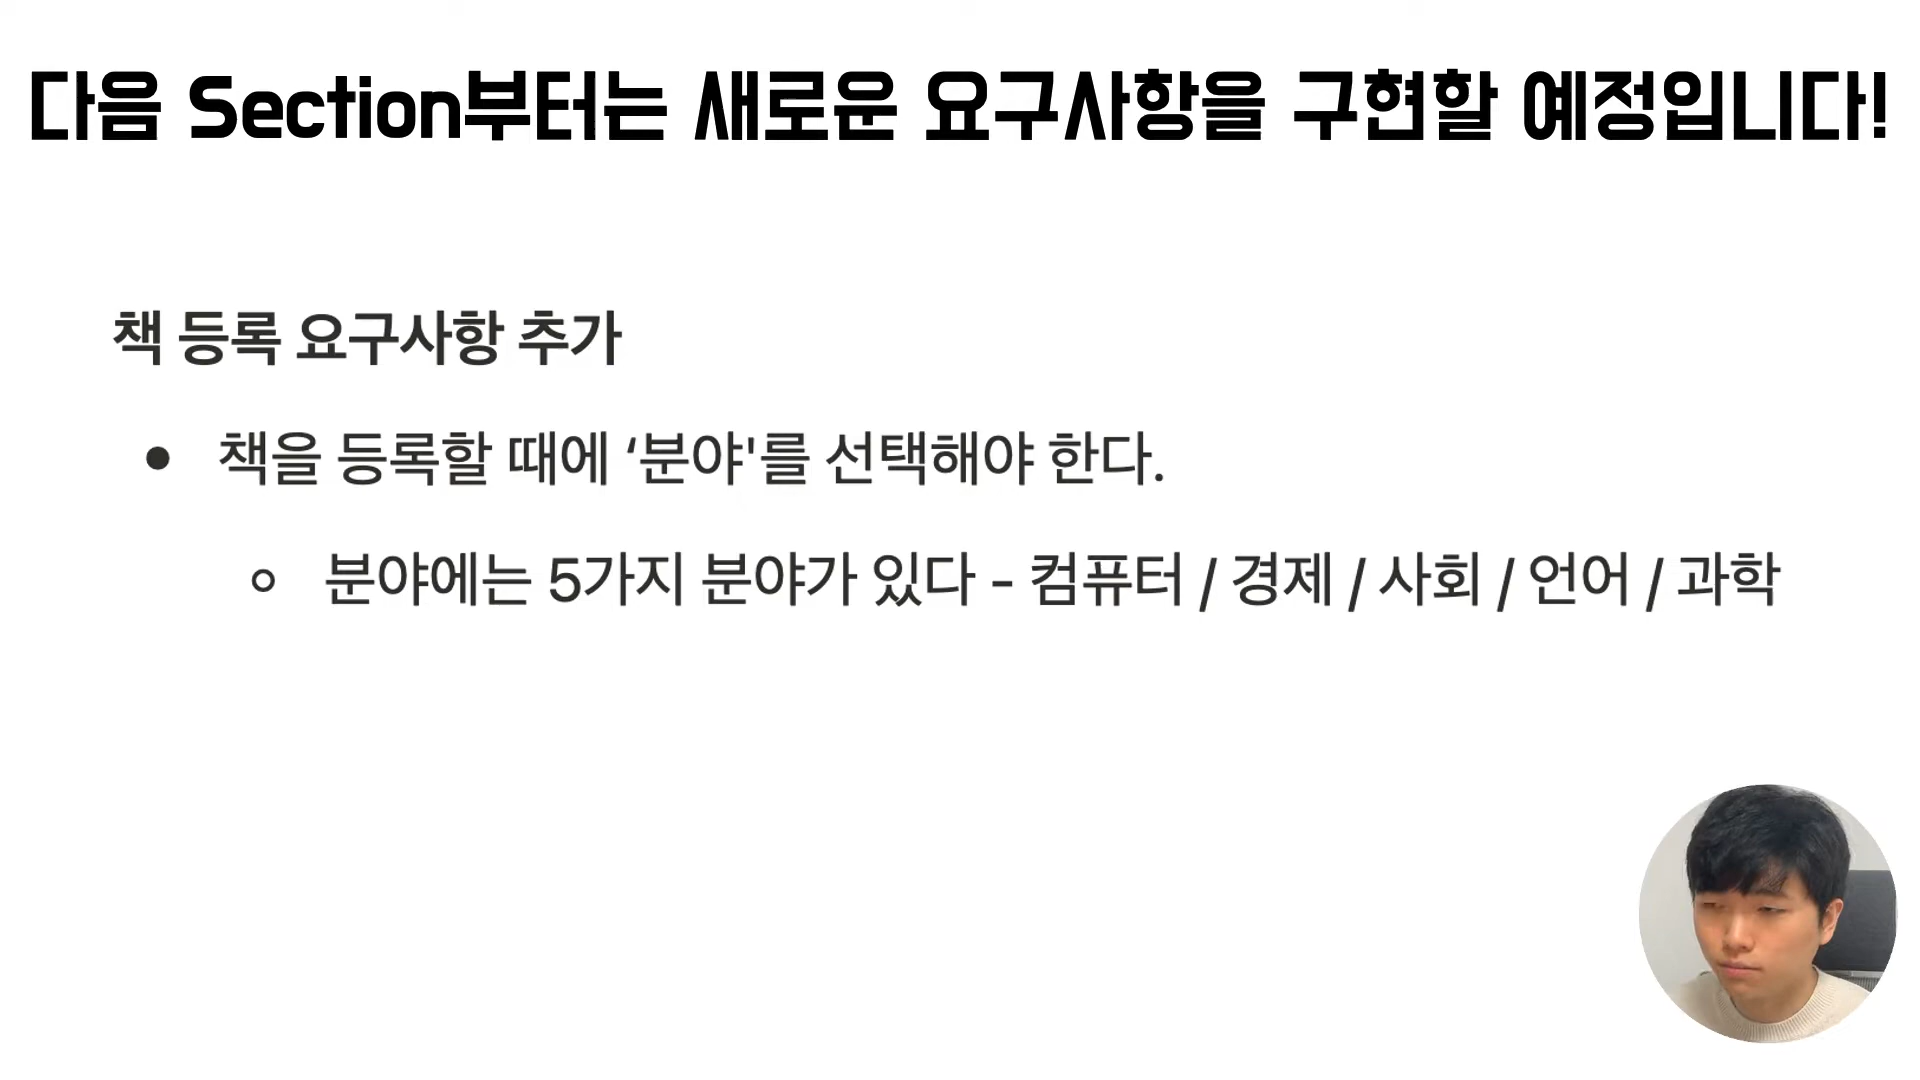 다음 Section부터는 새로운 요구사항을 구현할 예정입니다!
책 등록 요구사항 추가
● 책을 등록할 때에 ‘분야'를 선택해야 한다.
○ 분야에는 5가지 분야가 있다 - 컴퓨터 / 경제 / 사회 / 언어 / 과학